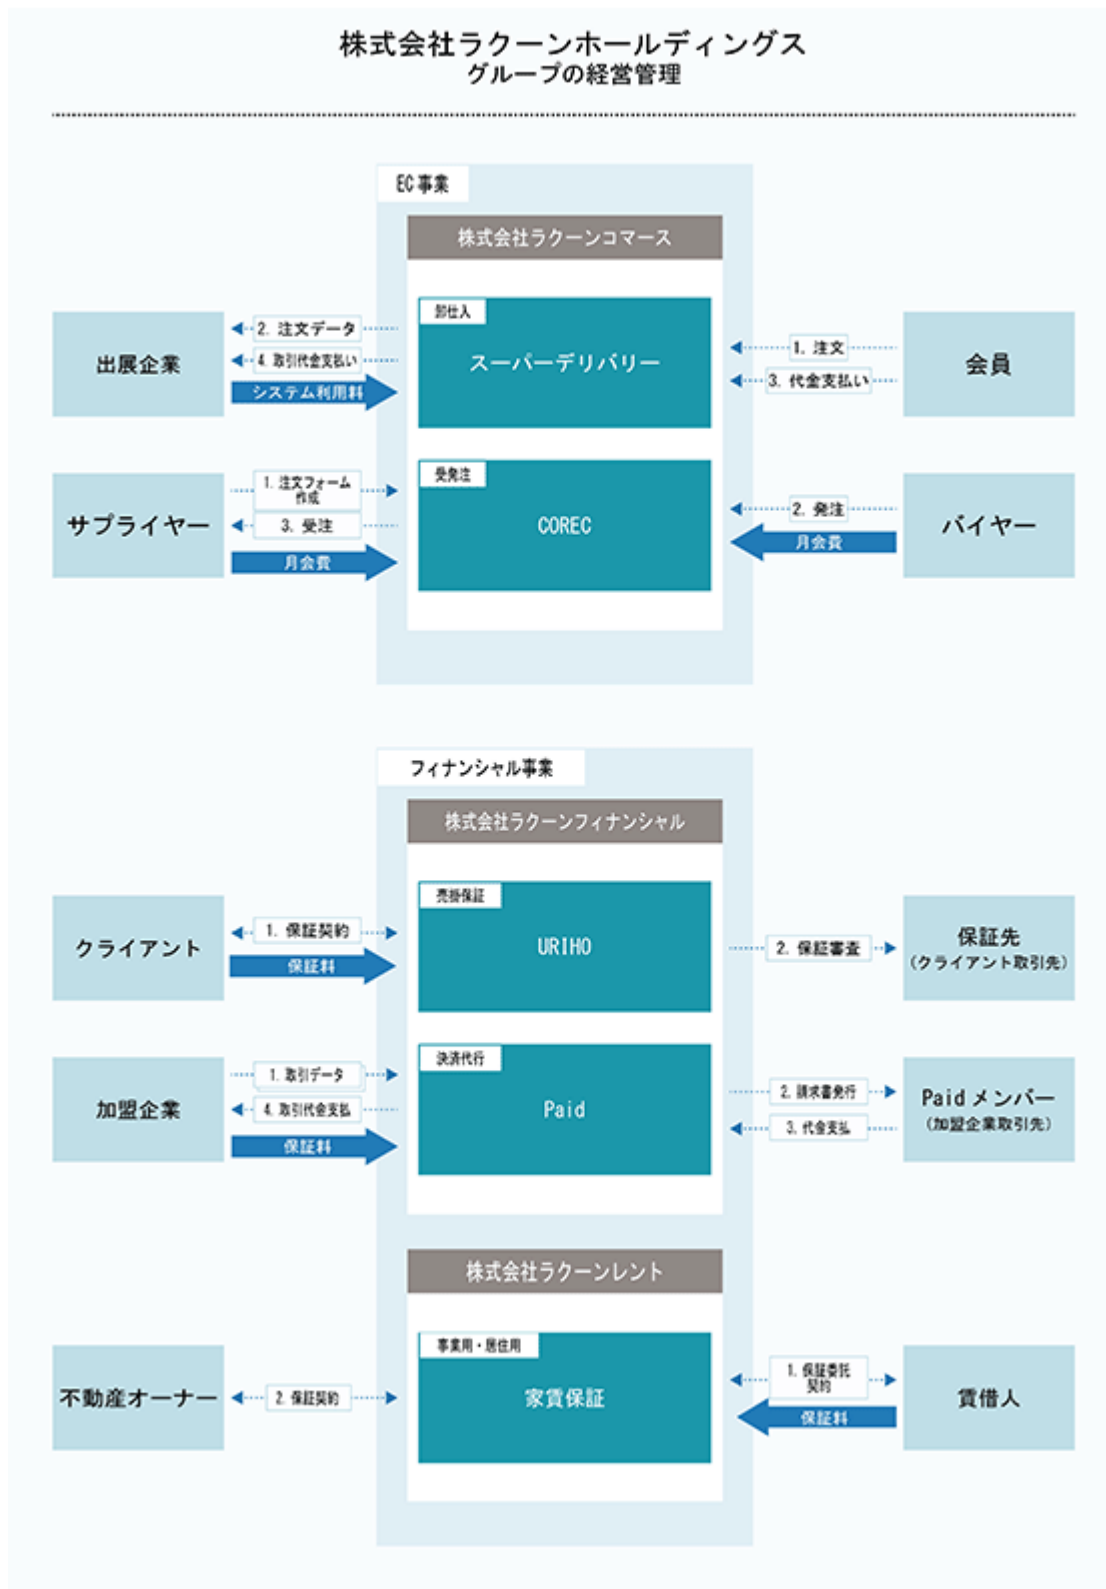 株式会社ラクーンホールディングス
グループの経営管理
EC事業
株式会社ラクーンコマース
出展企業
2. 注文データ
4. 取引代金支払い
システム利用料
卸仕入
スーパーデリバリー
1. 注文
3. 代金支払い
会員
サプライヤー
1. 注文フォーム
作成
3. 受注
月会費
受発注
COREC
2. 発注
月会費
バイヤー
フィナンシャル事業
株式会社ラクーンフィナンシャル
クライアント
1. 保証契約
保証料
売掛保証
URIHO
2. 保証審査
保証先
(クライアント取引先)
加盟企業
1. 取引データ
4. 取引代金支払
保証料
決済代行
Paid
2. 請求書発行
3. 代金支払
Paid メンバー
(加盟企業取引先)
株式会社ラクーンレント
不動産オーナー
2. 保証契約
事業用・居住用
家賃保証
1. 保証委託
契約
保証料
賃借人